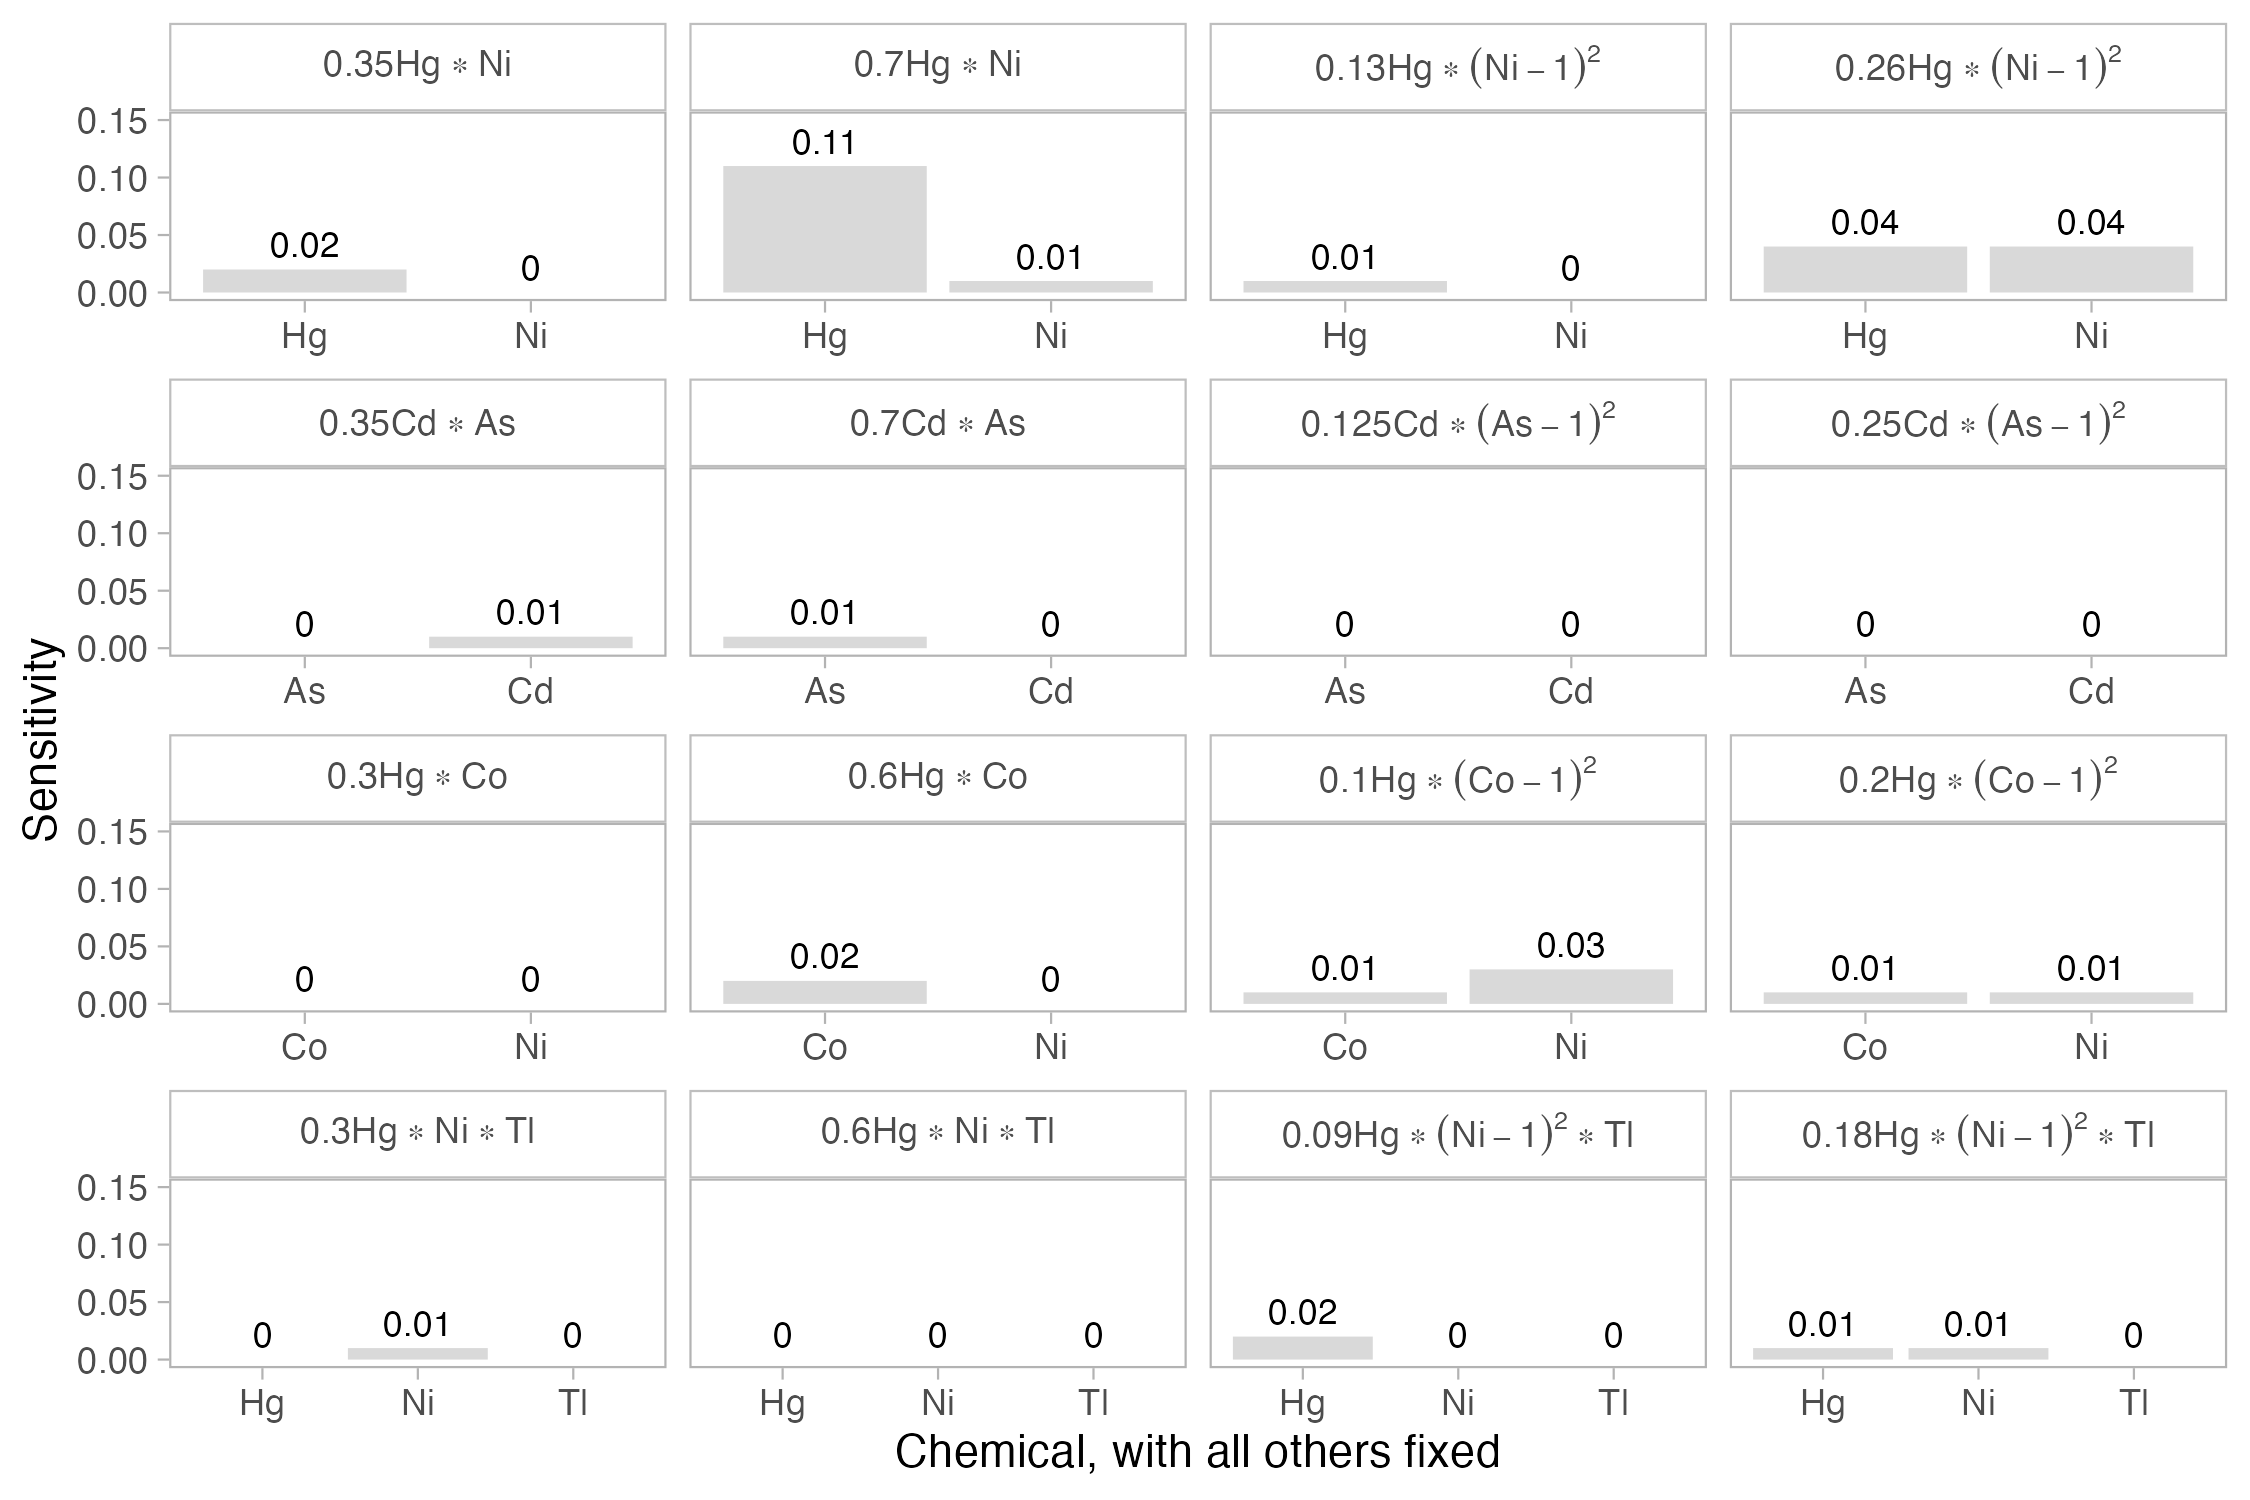 0.35Hg * Ni
0.7Hg * Ni
0.13Hg * (Ni − 1)²
0.26Hg * (Ni − 1)²
0.15
0.10
0.05
0.00
0.02
0
0.11
0.01
0.01
0
0.04
0.04
Hg Ni
Hg Ni
Hg Ni
Hg Ni
0.35Cd * As
0.7Cd * As
0.125Cd * (As − 1)²
0.25Cd * (As − 1)²
0.15
0.10
0.05
0.00
0
0.01
0.01
0
0
0
0
0
As Cd
As Cd
As Cd
As Cd
Sensitivity
0.3Hg * Co
0.6Hg * Co
0.1Hg * (Co − 1)²
0.2Hg * (Co − 1)²
0.15
0.10
0.05
0.00
0
0
0.02
0
0.01
0.03
0.01
0.01
Co Ni
Co Ni
Co Ni
Co Ni
0.3Hg * Ni * Tl
0.6Hg * Ni * Tl
0.09Hg * (Ni − 1)² * Tl
0.18Hg * (Ni − 1)² * Tl
0.15
0.10
0.05
0.00
0
0.01
0
0
0
0
0.02
0
0
0.01
0.01
0
Hg Ni Tl
Hg Ni Tl
Hg Ni Tl
Hg Ni Tl
Chemical, with all others fixed